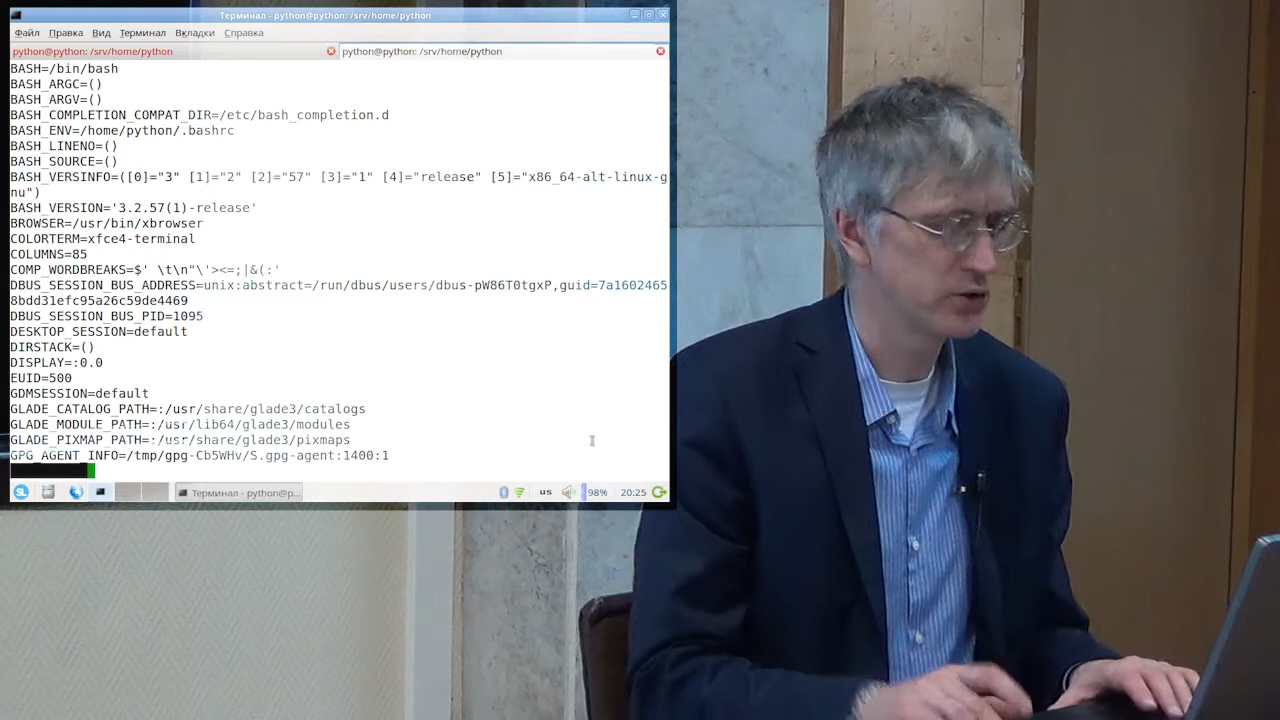 Терминал - python@python: /srv/home/python
Файл Правка Вид Терминал Вкладки Справка
python@python: /srv/home/python python@python: /srv/home/python
BASH=/bin/bash
BASH_ARGC=()
BASH_ARGV=()
BASH_COMPLETION_COMPAT_DIR=/etc/bash_completion.d
BASH_ENV=/home/python/.bashrc
BASH_LINENO=()
BASH_SOURCE=()
BASH_VERSINFO=([0]="3" [1]="2" [2]="57" [3]="1" [4]="release" [5]="x86_64-alt-linux-g
nu")
BASH_VERSION='3.2.57(1)-release'
BROWSER=/usr/bin/xbrowser
COLORTERM=xfce4-terminal
COLUMNS=85
COMP_WORDBREAKS=$' \t\n"\'><=;|&(:'
DBUS_SESSION_BUS_ADDRESS=unix:abstract=/run/dbus/users/dbus-pW86T0tgxP,guid=7a1602465
8bdd31efc95a26c59de4469
DBUS_SESSION_BUS_PID=1095
DESKTOP_SESSION=default
DIRSTACK=()
DISPLAY=:0.0
EUID=500
GDMSESSION=default
GLADE_CATALOG_PATH=:/usr/share/glade3/catalogs
GLADE_MODULE_PATH=:/usr/lib64/glade3/modules
GLADE_PIXMAP_PATH=:/usr/share/glade3/pixmaps
GPG_AGENT_INFO=/tmp/gpg-Cb5WHv/S.gpg-agent:1400:1
SL Терминал - python@p... us 98% 20:25